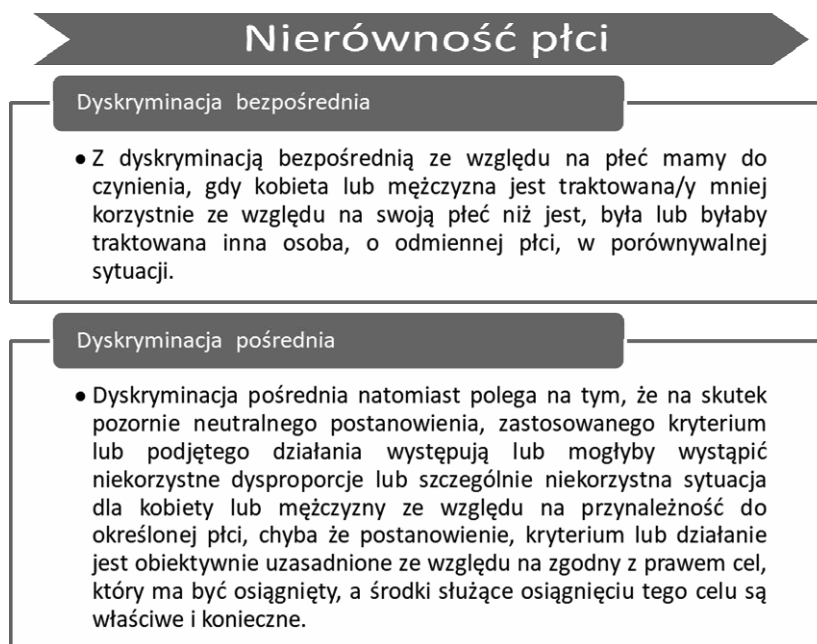 Nierówność płci
Dyskryminacja bezpośrednia
● Z dyskryminacją bezpośrednią ze względu na płeć mamy do
czynienia, gdy kobieta lub mężczyzna jest traktowana/y mniej
korzystnie ze względu na swoją płeć niż jest, była lub byłaby
traktowana inna osoba, o odmiennej płci, w porównywalnej
sytuacji.
Dyskryminacja pośrednia
● Dyskryminacja pośrednia natomiast polega na tym, że na skutek
pozornie neutralnego postanowienia, zastosowanego kryterium
lub podjętego działania występują lub mogłyby wystąpić
niekorzystne dysproporcje lub szczególnie niekorzystna sytuacja
dla kobiety lub mężczyzny ze względu na przynależność do
określonej płci, chyba że postanowienie, kryterium lub działanie
jest obiektywnie uzasadnione ze względu na zgodny z prawem cel,
który ma być osiągnięty, a środki służące osiągnięciu tego celu są
właściwe i konieczne.